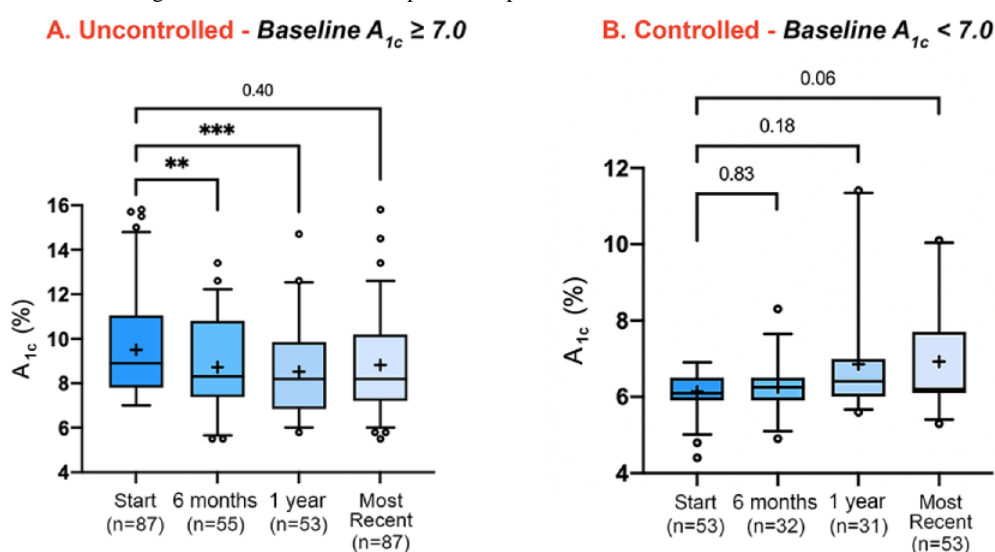 A. Uncontrolled - Baseline A1c ≥ 7.0
0.40
***
**
16
14
12
10
8
6
4
A1c (%)
Start
(n=87)
6 months
(n=55)
1 year
(n=53)
Most
Recent
(n=87)
B. Controlled - Baseline A1c < 7.0
0.06
0.18
0.83
12
10
8
6
4
A1c (%)
Start
(n=53)
6 months
(n=32)
1 year
(n=31)
Most
Recent
(n=53)